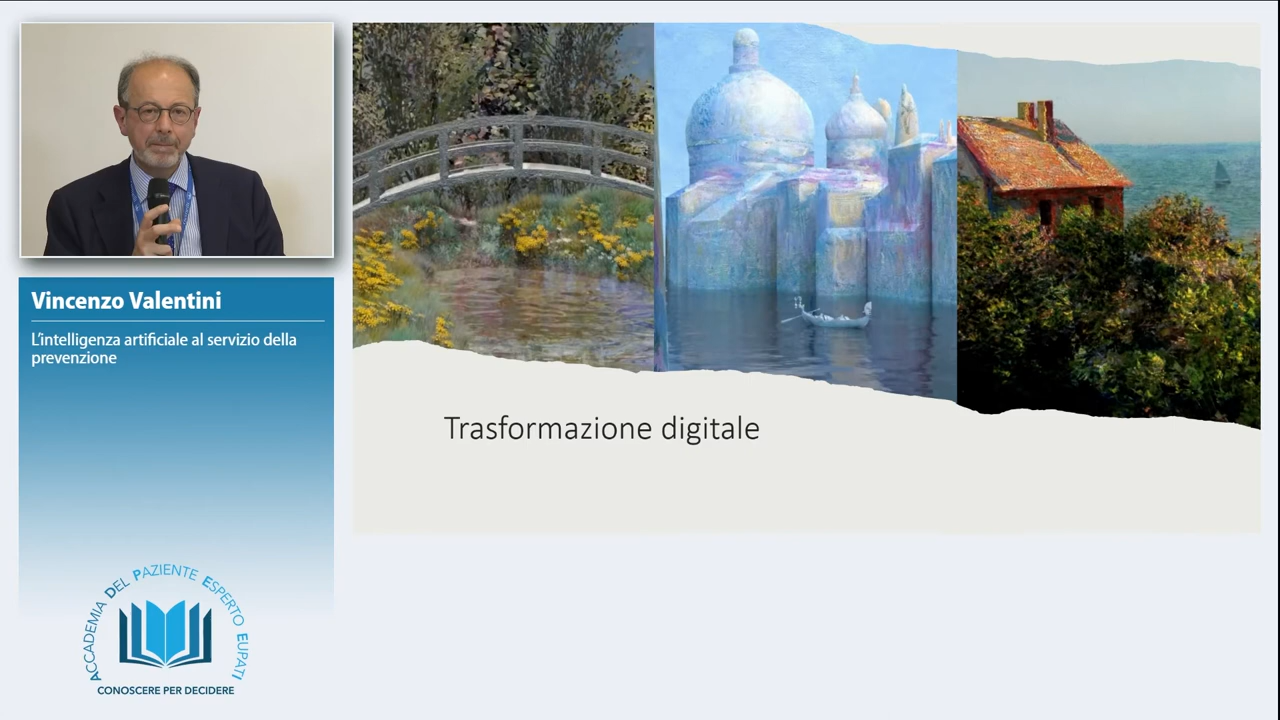 Vincenzo Valentini
L'intelligenza artificiale al servizio della
prevenzione
Trasformazione digitale
ACCADEMIA DEL PAZIENTE ESPERTO EUPATI
CONOSCERE PER DECIDERE